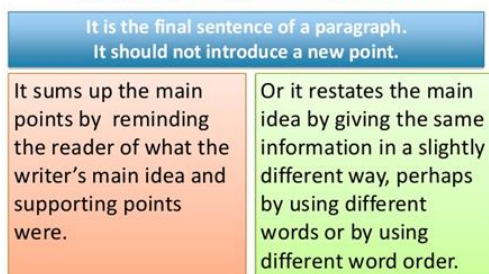 It is the final sentence of a paragraph.
It should not introduce a new point.
It sums up the main
points by reminding
the reader of what the
writer's main idea and
supporting points
were.
Or it restates the main
idea by giving the same
information in a slightly
different way, perhaps
by using different
words or by using
different word order.